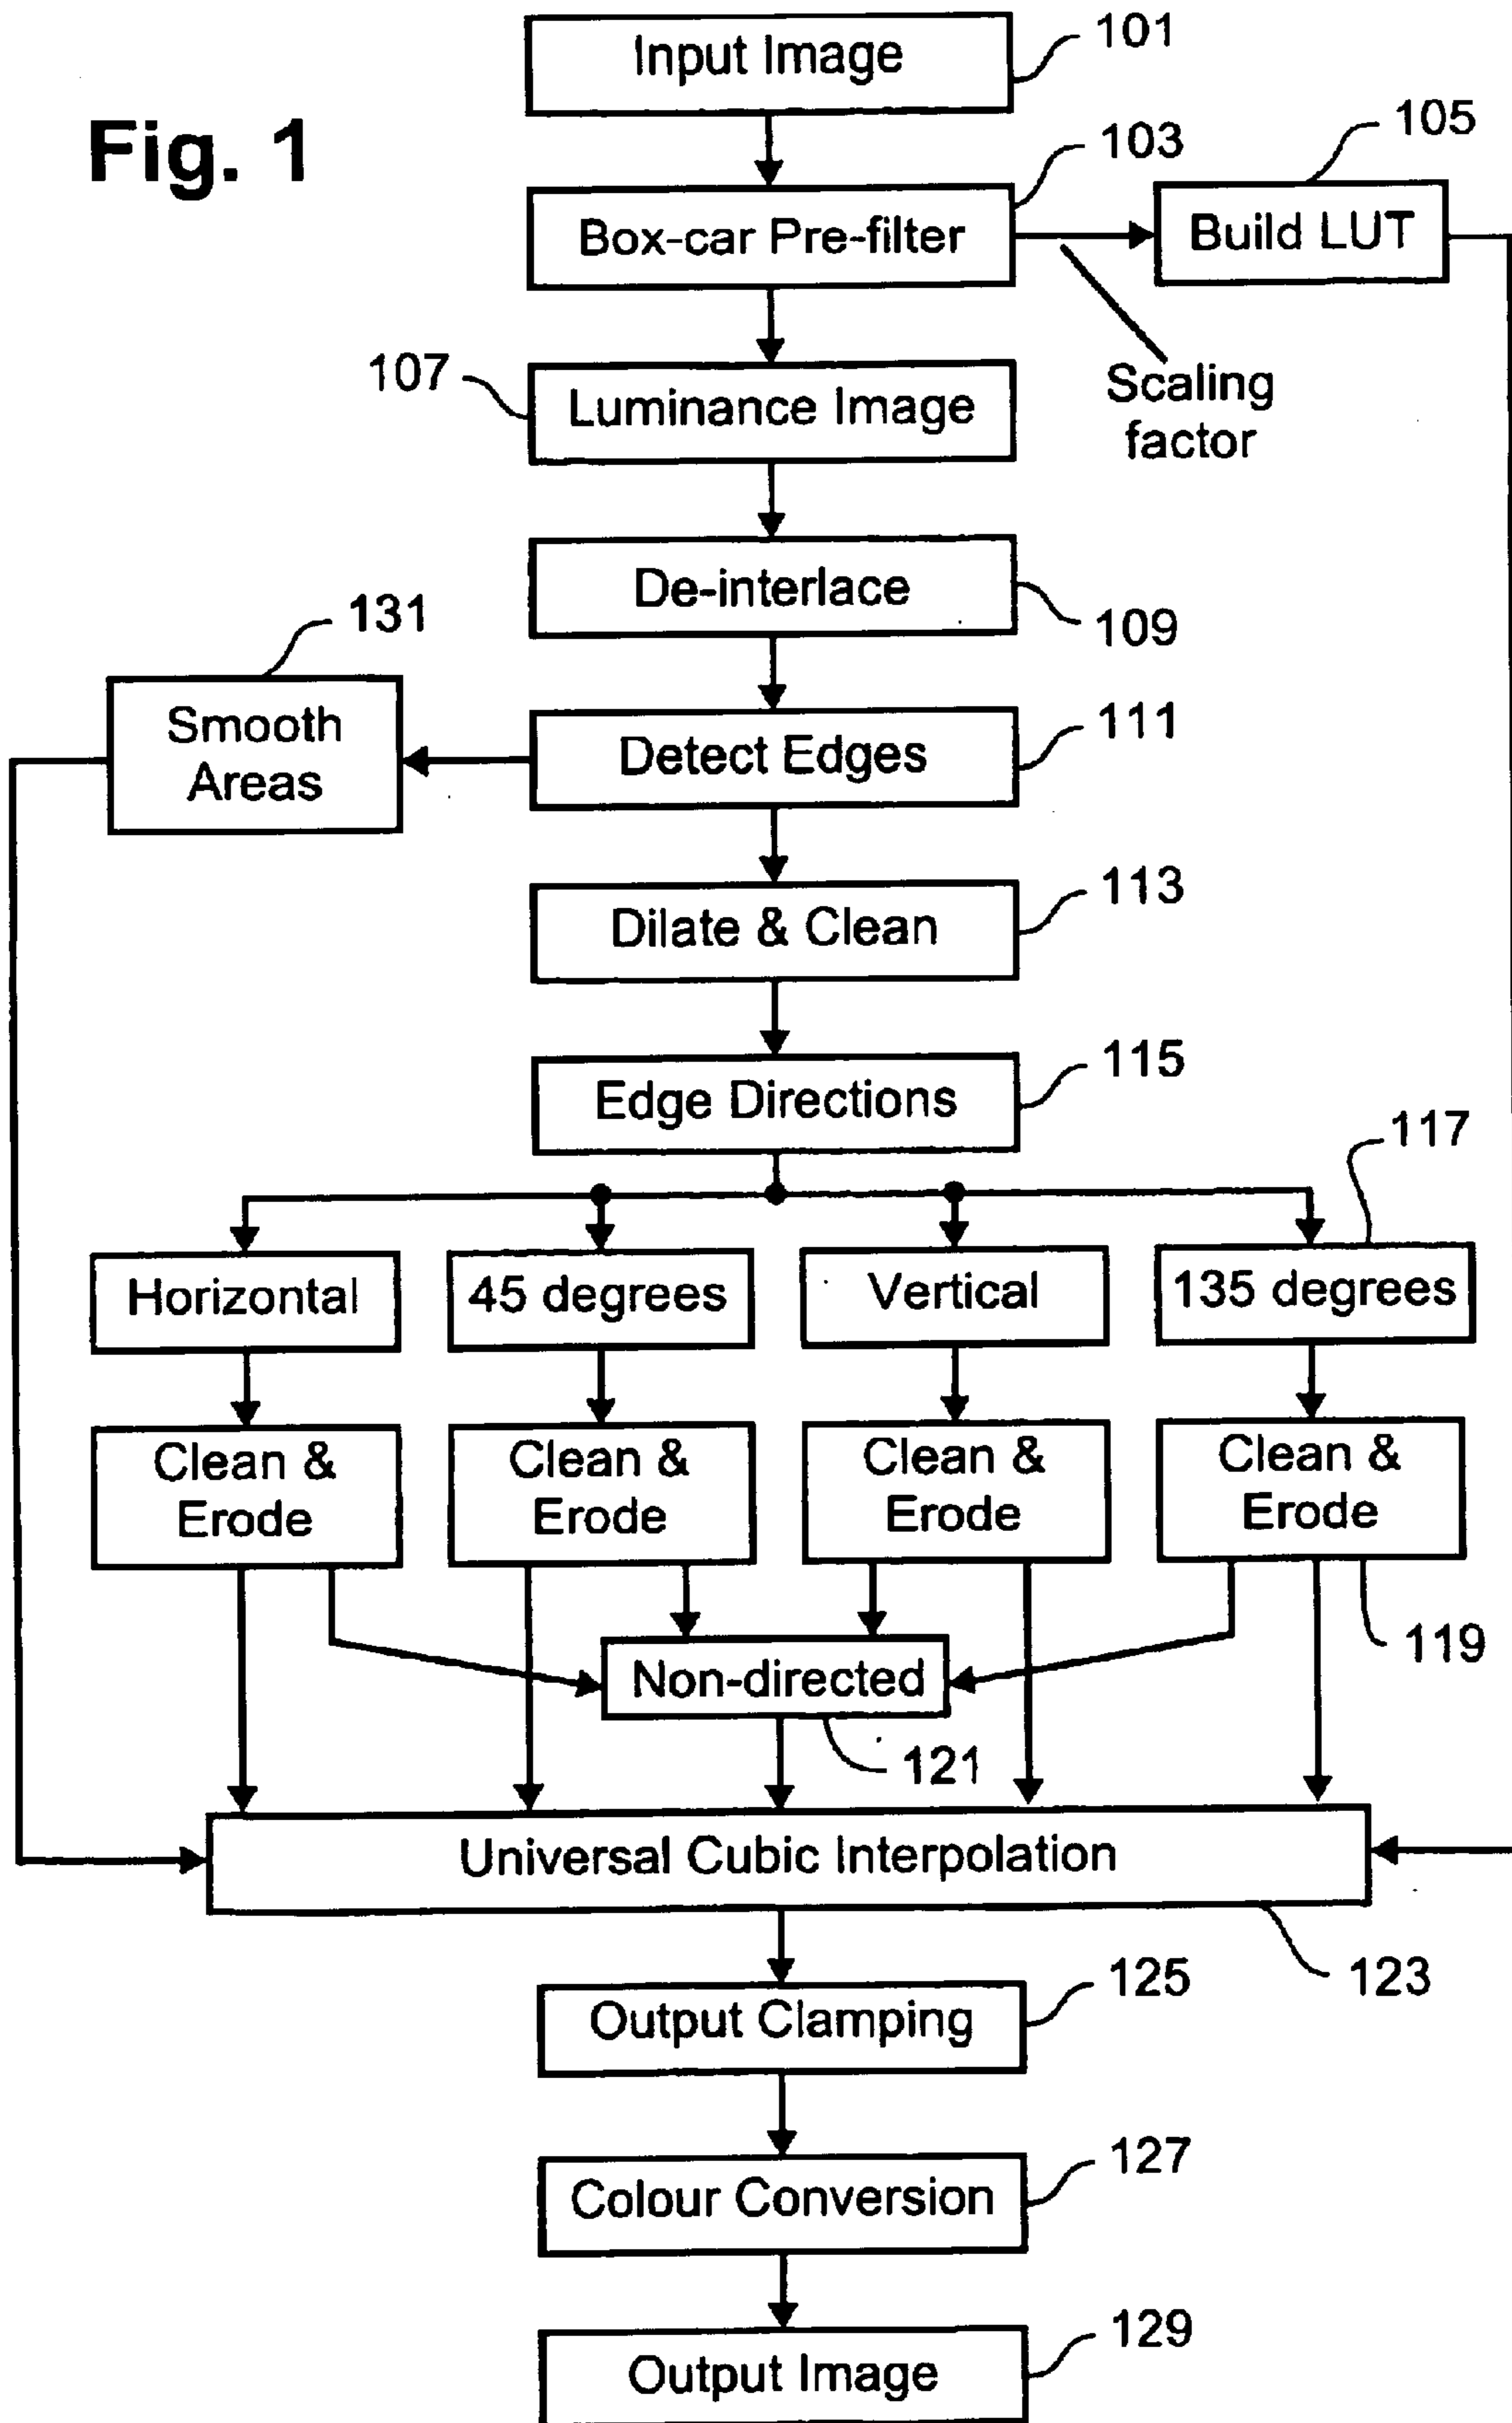 Fig. 1
Input Image
101
Box-car Pre-filter
103
Build LUT
105
Scaling
factor
Luminance Image
107
De-interlace
109
Smooth
Areas
131
Detect Edges
111
Dilate & Clean
113
Edge Directions
115
117
Horizontal
45 degrees
Vertical
135 degrees
Clean &
Erode
Clean &
Erode
Clean &
Erode
Clean &
Erode
119
Non-directed
121
Universal Cubic Interpolation
123
Output Clamping
125
Colour Conversion
127
Output Image
129